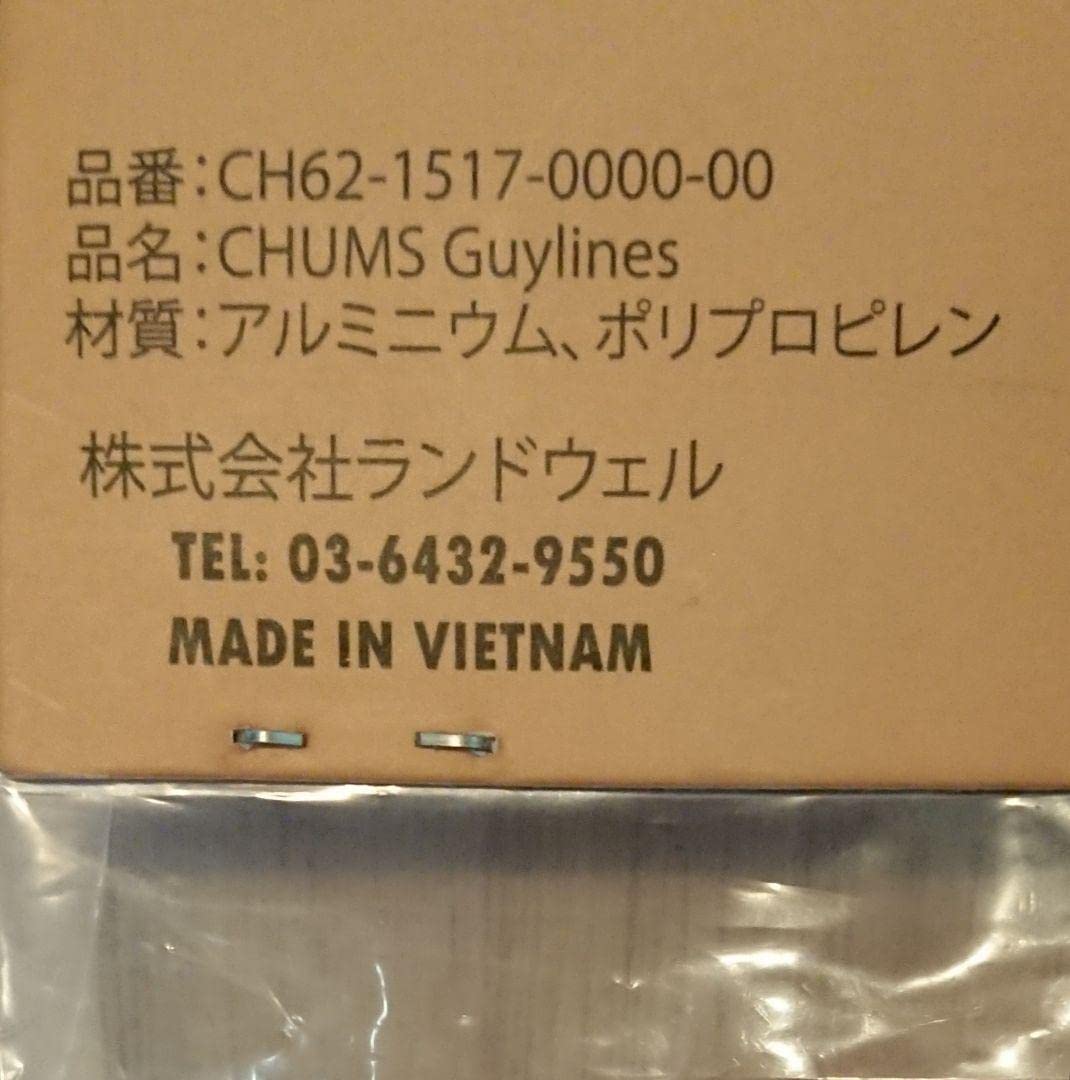 品番:CH62-1517-0000-00
品名:CHUMS Guylines
材質:アルミニウム、ポリプロピレン
株式会社ランドウェル
TEL: 03-6432-9550
MADE IN VIETNAM